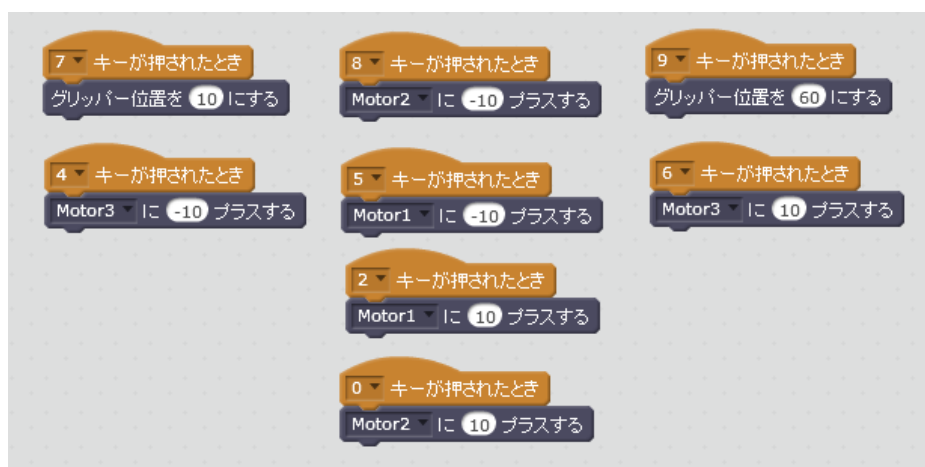 7 キーが押されたとき
グリッパー位置を 10 にする
8 キーが押されたとき
Motor2 に -10 プラスする
9 キーが押されたとき
グリッパー位置を 60 にする
4 キーが押されたとき
Motor3 に -10 プラスする
5 キーが押されたとき
Motor1 に -10 プラスする
6 キーが押されたとき
Motor3 に 10 プラスする
2 キーが押されたとき
Motor1 に 10 プラスする
0 キーが押されたとき
Motor2 に 10 プラスする